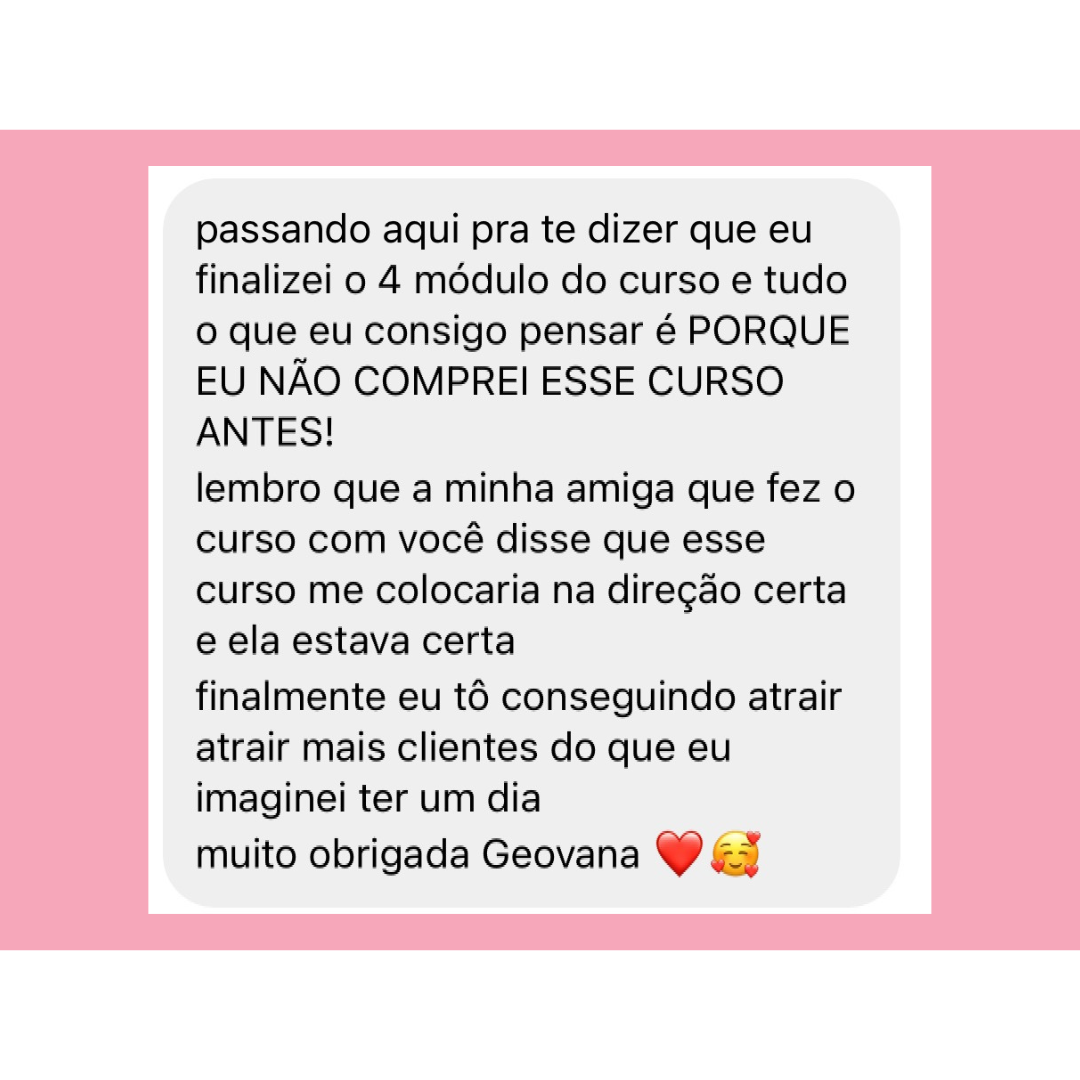 passando aqui pra te dizer que eu
finalizei o 4 módulo do curso e tudo
o que eu consigo pensar é PORQUE
EU NÃO COMPREI ESSE CURSO
ANTES!
lembro que a minha amiga que fez o
curso com você disse que esse
curso me colocaria na direção certa
e ela estava certa
finalmente eu tô conseguindo atrair
atrair mais clientes do que eu
imaginei ter um dia
muito obrigada Geovana ❤️🥰